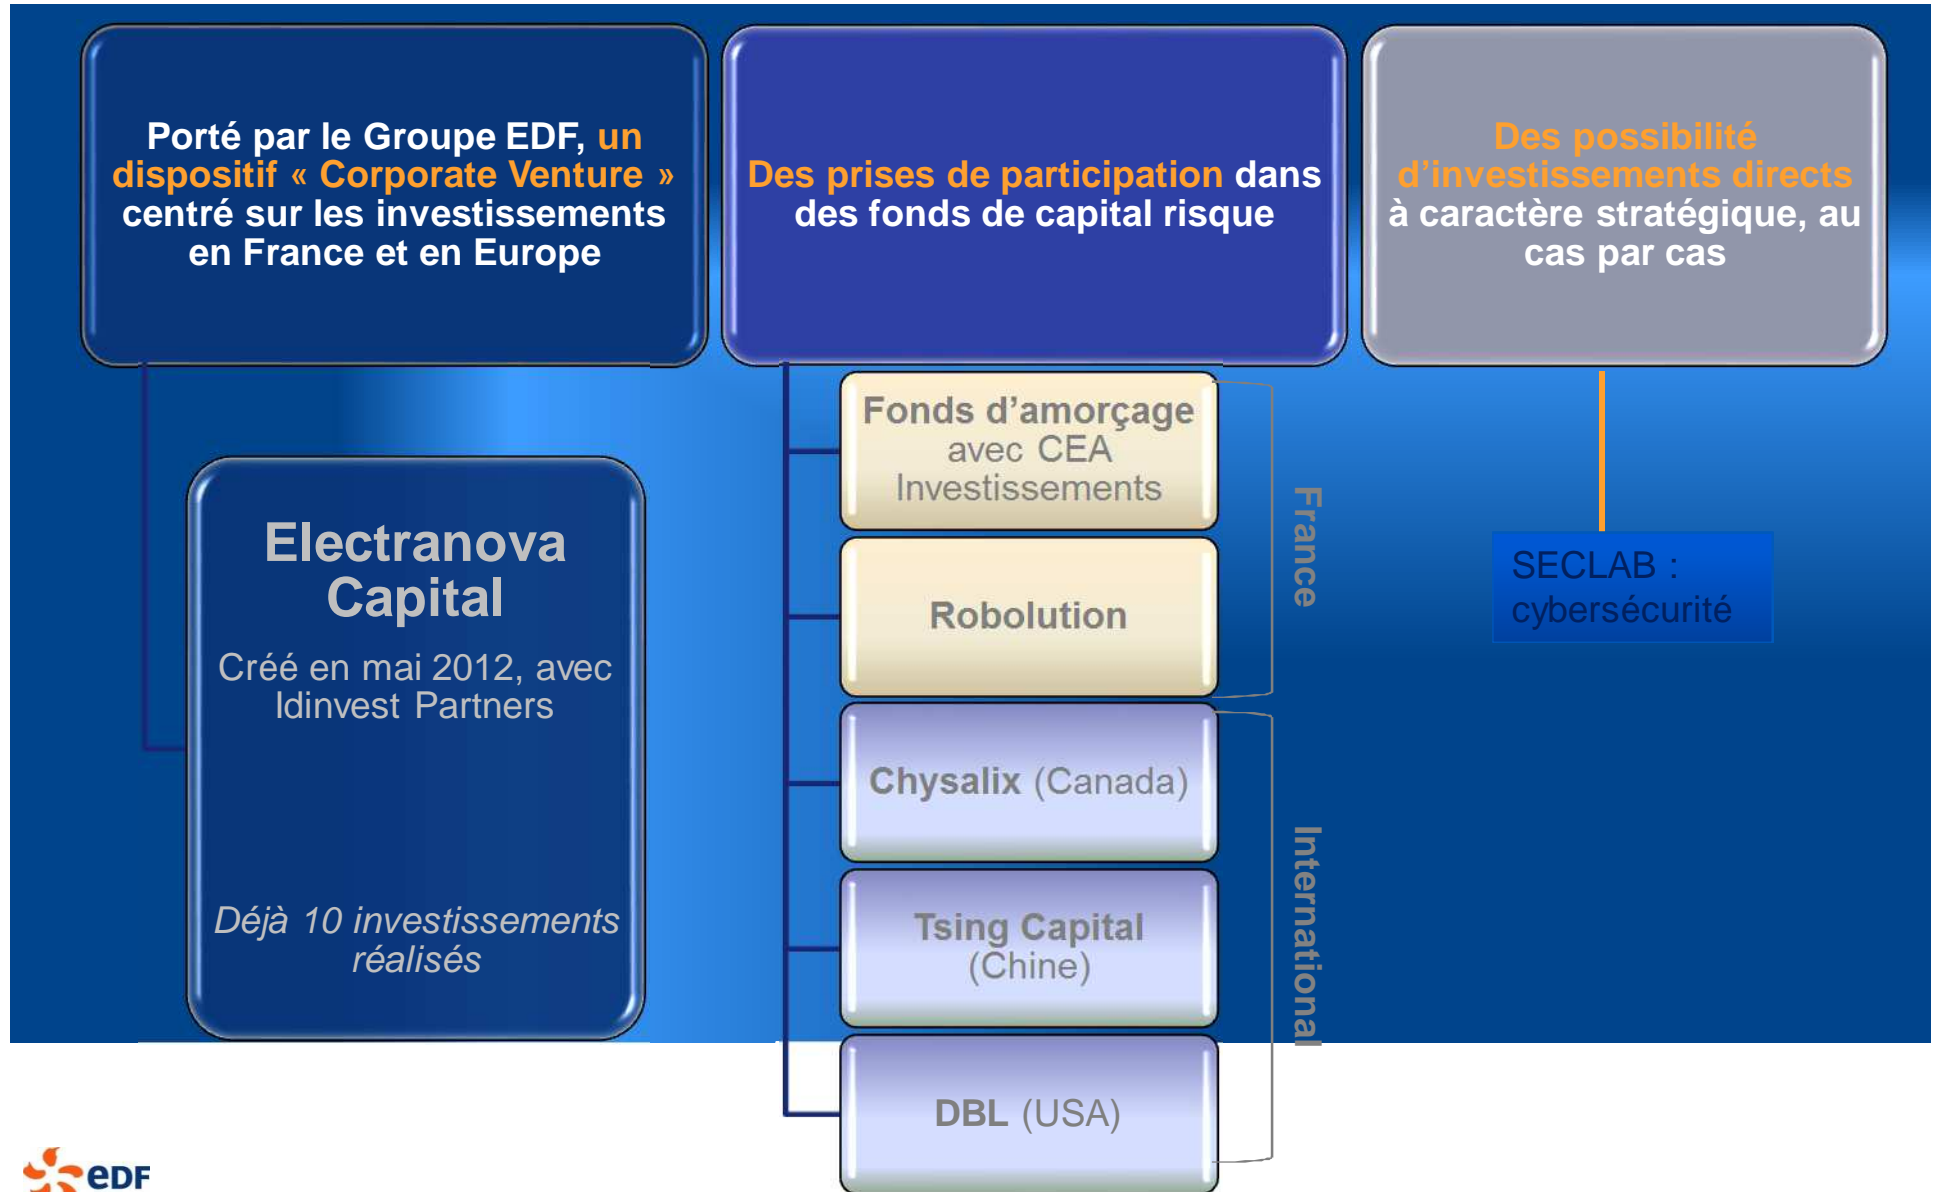 Porté par le Groupe EDF, un
dispositif « Corporate Venture »
centré sur les investissements
en France et en Europe
Electranova
Capital
Créé en mai 2012, avec
Idinvest Partners
Déjà 10 investissements
réalisés
Des prises de participation dans
des fonds de capital risque
Fonds d’amorçage
avec CEA
Investissements
Robolution
France
Chysalix (Canada)
Tsing Capital
(Chine)
DBL (USA)
International
Des possibilité
d’investissements directs
à caractère stratégique, au
cas par cas
SECLAB :
cybersécurité
eDF